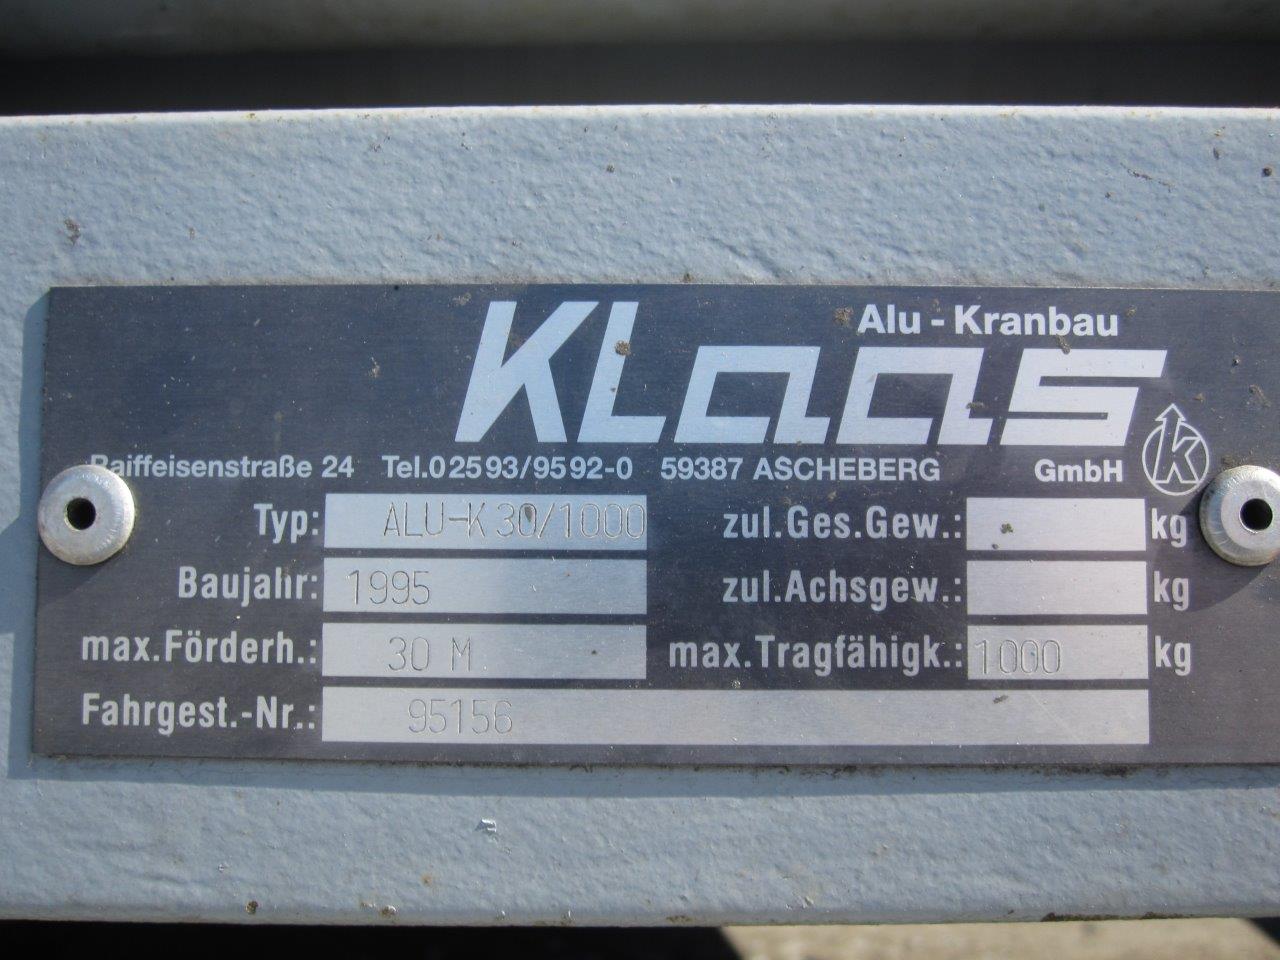 Alu - Kranbau
KLAAS
Raiffeisenstraße 24 Tel.02593/9592-0 59387 ASCHEBERG GmbH k
Typ: ALU-K30/1000 zul.Ges.Gew.: kg
Baujahr: 1995 zul.Achsgew.: kg
max.Förderh.: 30 M max.Tragfähigk.: 1000 kg
Fahrgest.-Nr.: 95156